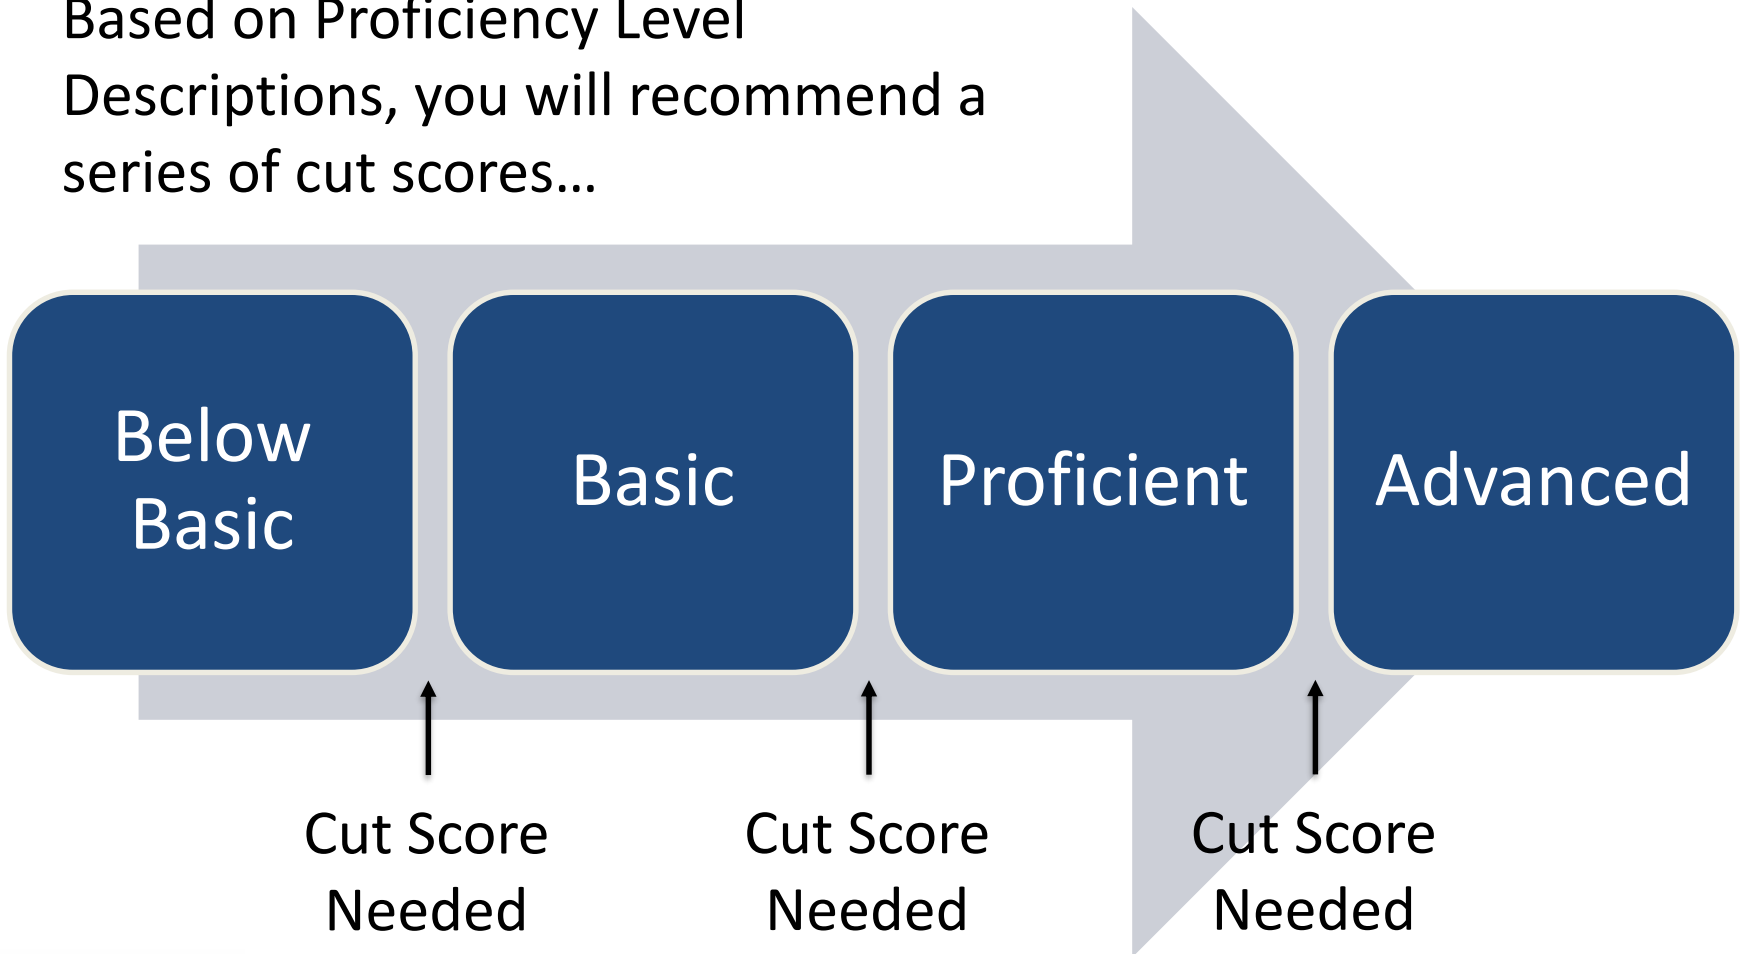 Based on Proficiency Level
Descriptions, you will recommend a
series of cut scores…
Below
Basic
Basic
Proficient
Advanced
Cut Score
Needed
Cut Score
Needed
Cut Score
Needed